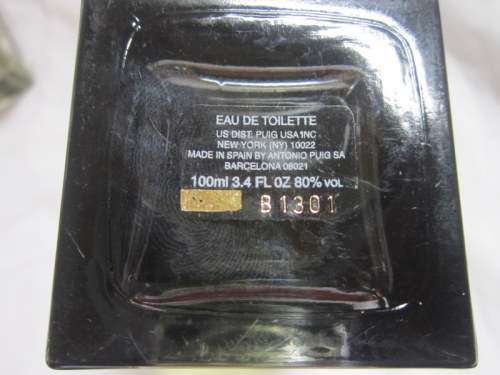 EAU DE TOILETTE
US DIST. PUIG USA INC
NEW YORK (NY) 10022
MADE IN SPAIN BY ANTONIO PUIG SA
BARCELONA 08021
100ml 3.4 FL OZ 80% VOL
B1301